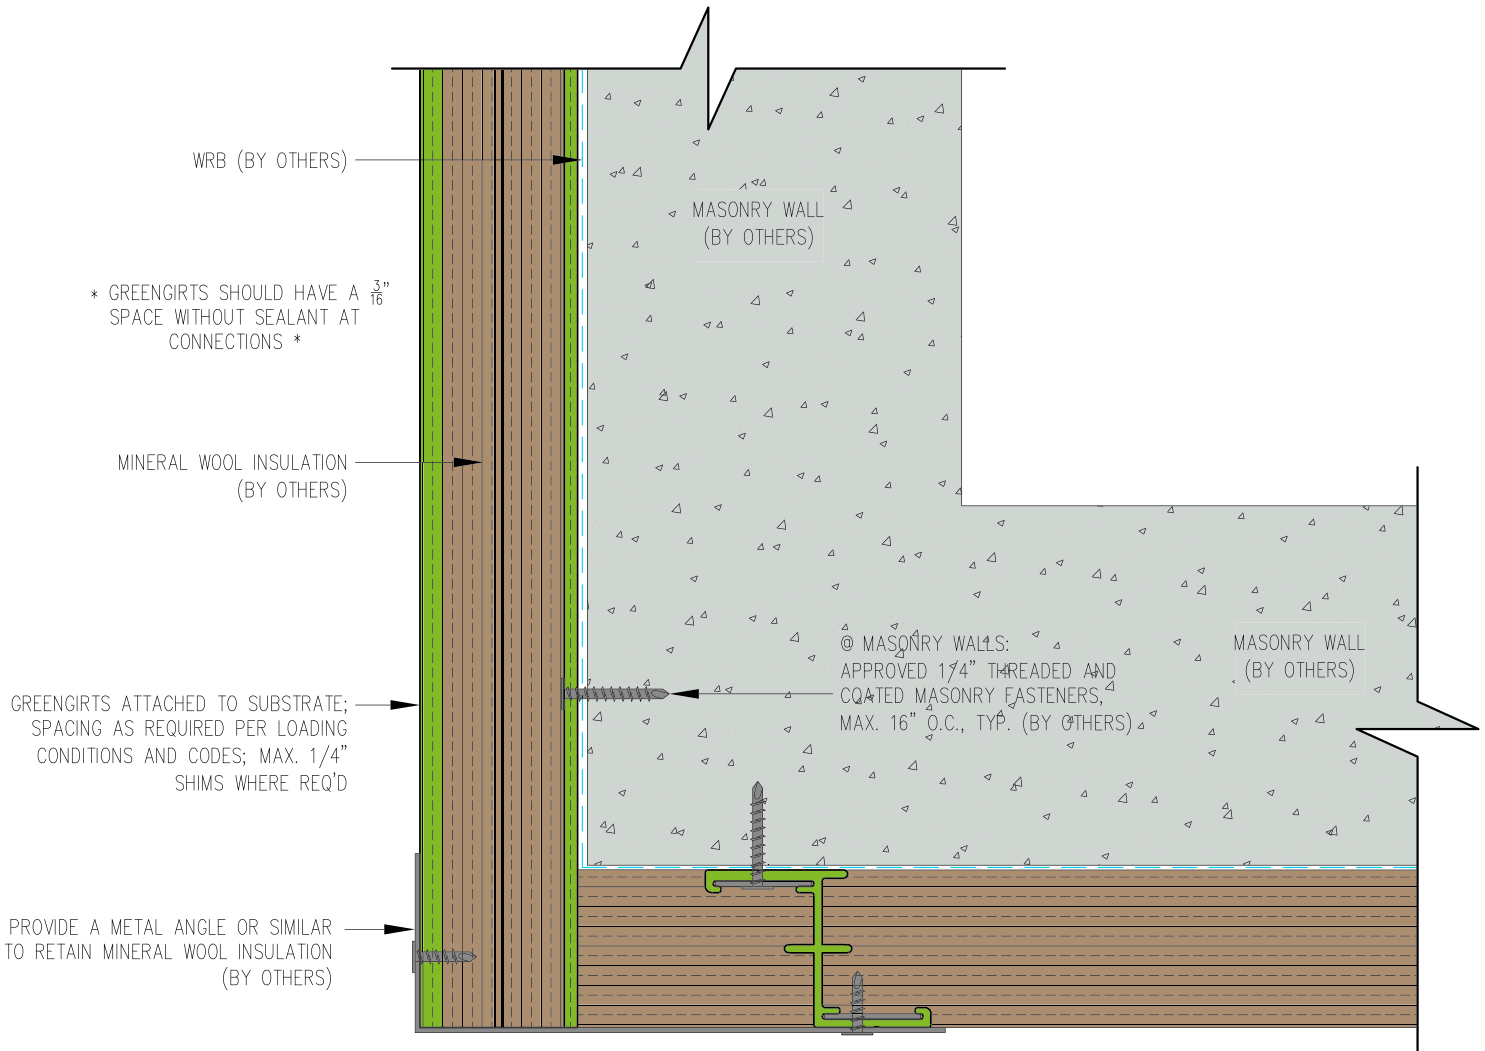 WRB (BY OTHERS)
MASONRY WALL
(BY OTHERS)
* GREENGIRTS SHOULD HAVE A 3/16"
SPACE WITHOUT SEALANT AT
CONNECTIONS *
MINERAL WOOL INSULATION
(BY OTHERS)
@ MASONRY WALLS:
APPROVED 1/4" THREADED AND
COATED MASONRY FASTENERS,
MAX. 16" O.C., TYP. (BY OTHERS)
MASONRY WALL
(BY OTHERS)
GREENGIRTS ATTACHED TO SUBSTRATE;
SPACING AS REQUIRED PER LOADING
CONDITIONS AND CODES; MAX. 1/4"
SHIMS WHERE REQ'D
PROVIDE A METAL ANGLE OR SIMILAR
TO RETAIN MINERAL WOOL INSULATION
(BY OTHERS)